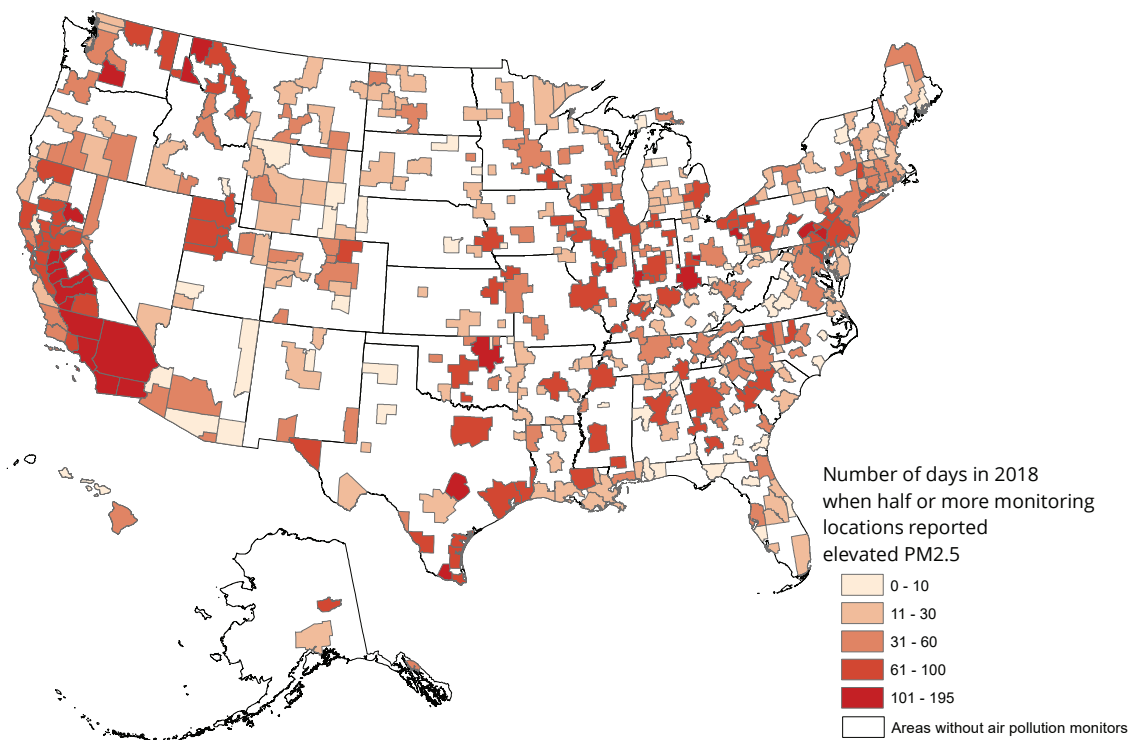 Number of days in 2018
when half or more monitoring
locations reported
elevated PM2.5
0 - 10
11 - 30
31 - 60
61 - 100
101 - 195
Areas without air pollution monitors